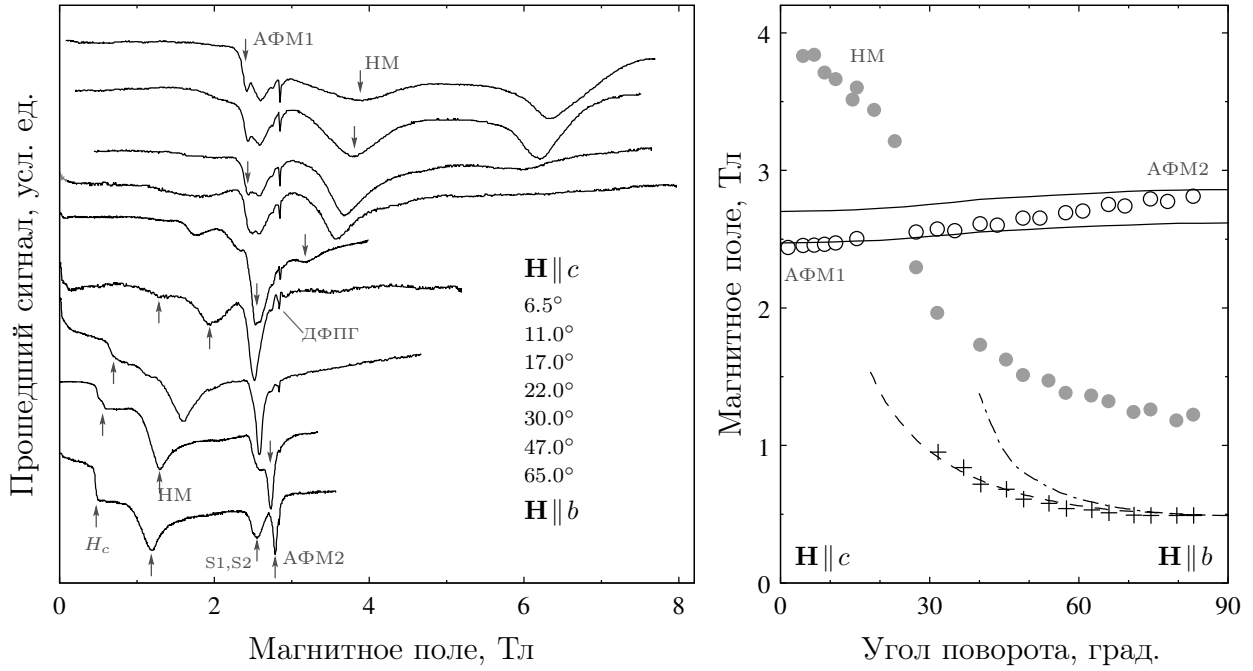 Прошедший сигнал, усл. ед.
АФМ1
НМ
ДФПГ
H || c
6.5°
11.0°
17.0°
22.0°
30.0°
47.0°
65.0°
H || b
НМ
H_c
S1,S2
АФМ2
0 2 4 6 8
Магнитное поле, Тл
Магнитное поле, Тл
4
3
2
1
0
НМ
АФМ2
АФМ1
H || c
H || b
0 30 60 90
Угол поворота, град.